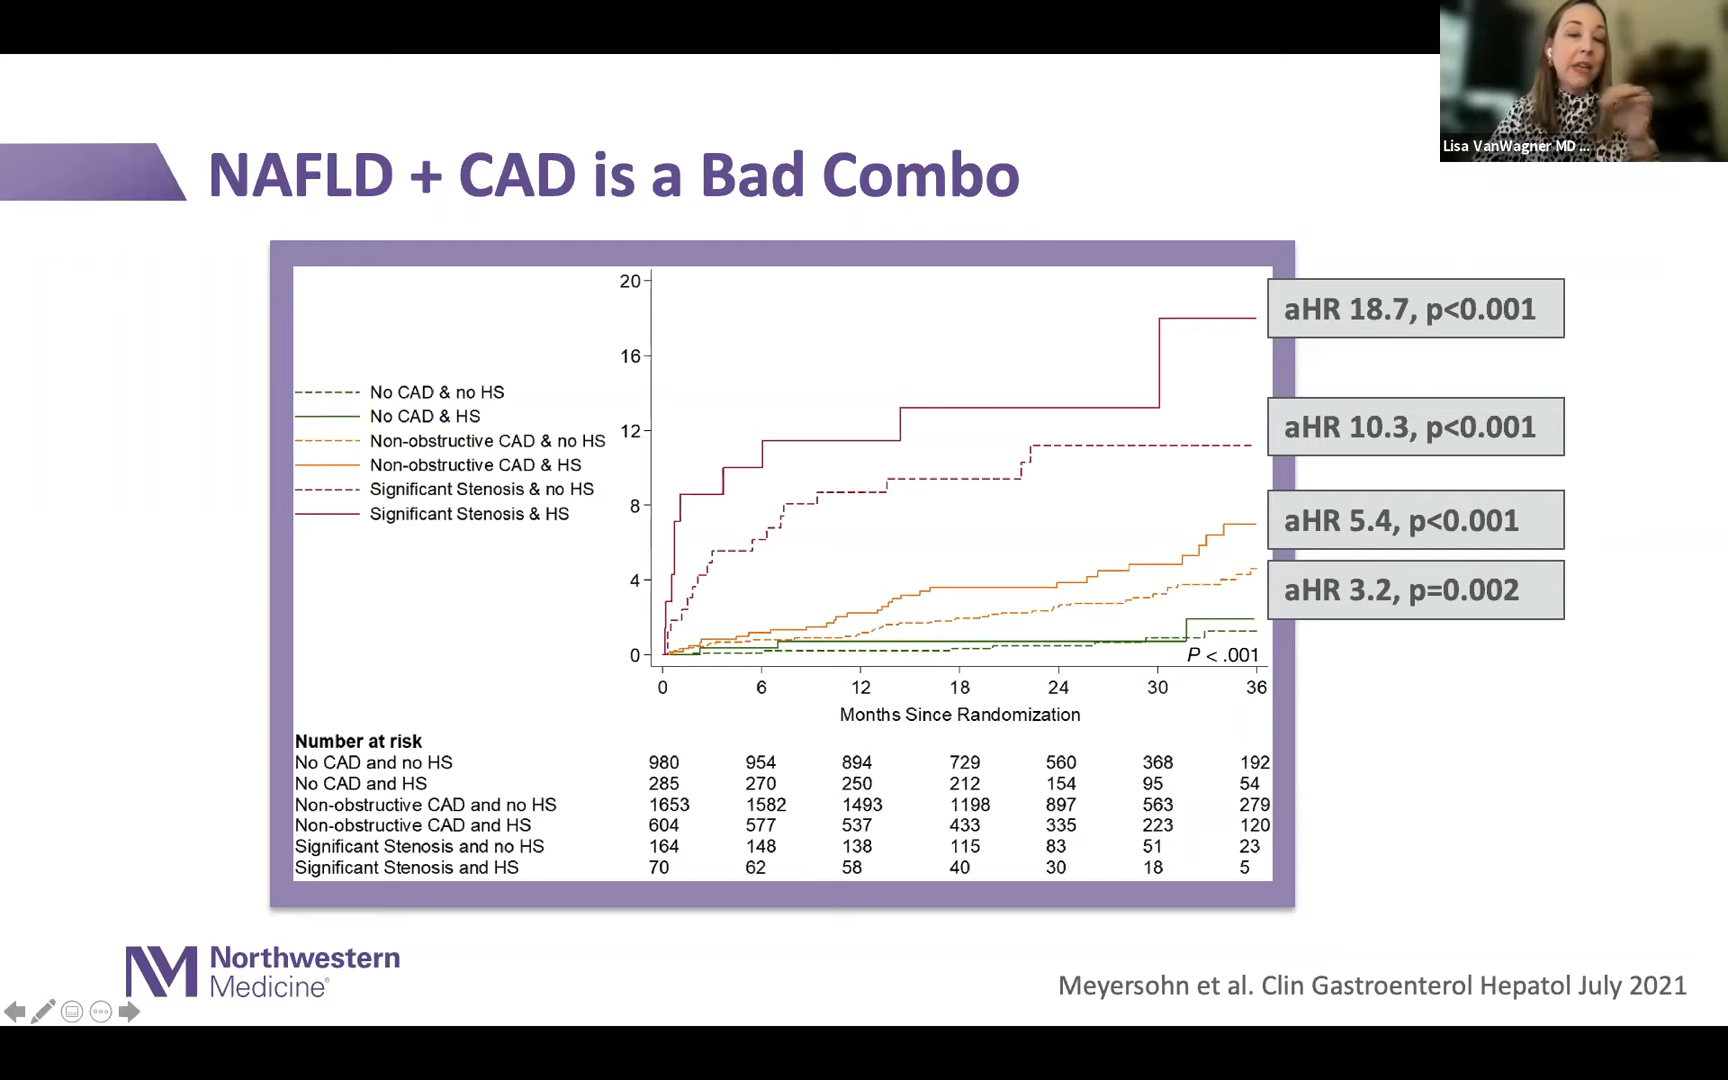 Lisa VanWagner MD ...
NAFLD + CAD is a Bad Combo
20
16
12
8
4
0
No CAD & no HS
No CAD & HS
Non-obstructive CAD & no HS
Non-obstructive CAD & HS
Significant Stenosis & no HS
Significant Stenosis & HS
aHR 18.7, p<0.001
aHR 10.3, p<0.001
aHR 5.4, p<0.001
aHR 3.2, p=0.002
P < .001
0 6 12 18 24 30 36
Months Since Randomization
Number at risk
No CAD and no HS 980 954 894 729 560 368 192
No CAD and HS 285 270 250 212 154 95 54
Non-obstructive CAD and no HS 1653 1582 1493 1198 897 563 279
Non-obstructive CAD and HS 604 577 537 433 335 223 120
Significant Stenosis and no HS 164 148 138 115 83 51 23
Significant Stenosis and HS 70 62 58 40 30 18 5
NM Northwestern
Medicine®
Meyersohn et al. Clin Gastroenterol Hepatol July 2021